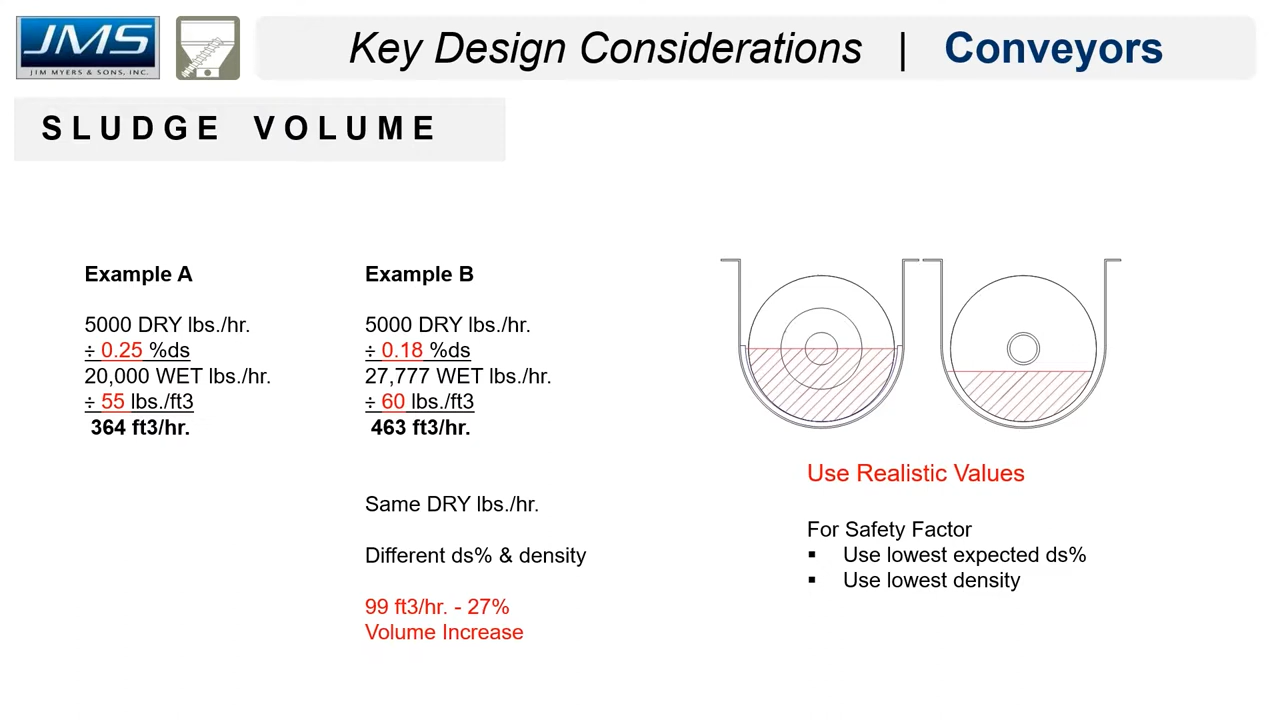 JMS
JIM MYERS & SONS, INC.
Key Design Considerations | Conveyors
SLUDGE VOLUME
Example A
5000 DRY lbs./hr.
÷ 0.25 %ds
20,000 WET lbs./hr.
÷ 55 lbs./ft3
364 ft3/hr.
Example B
5000 DRY lbs./hr.
÷ 0.18 %ds
27,777 WET lbs./hr.
÷ 60 lbs./ft3
463 ft3/hr.
Same DRY lbs./hr.
Different ds% & density
99 ft3/hr. - 27%
Volume Increase
Use Realistic Values
For Safety Factor
▪ Use lowest expected ds%
▪ Use lowest density